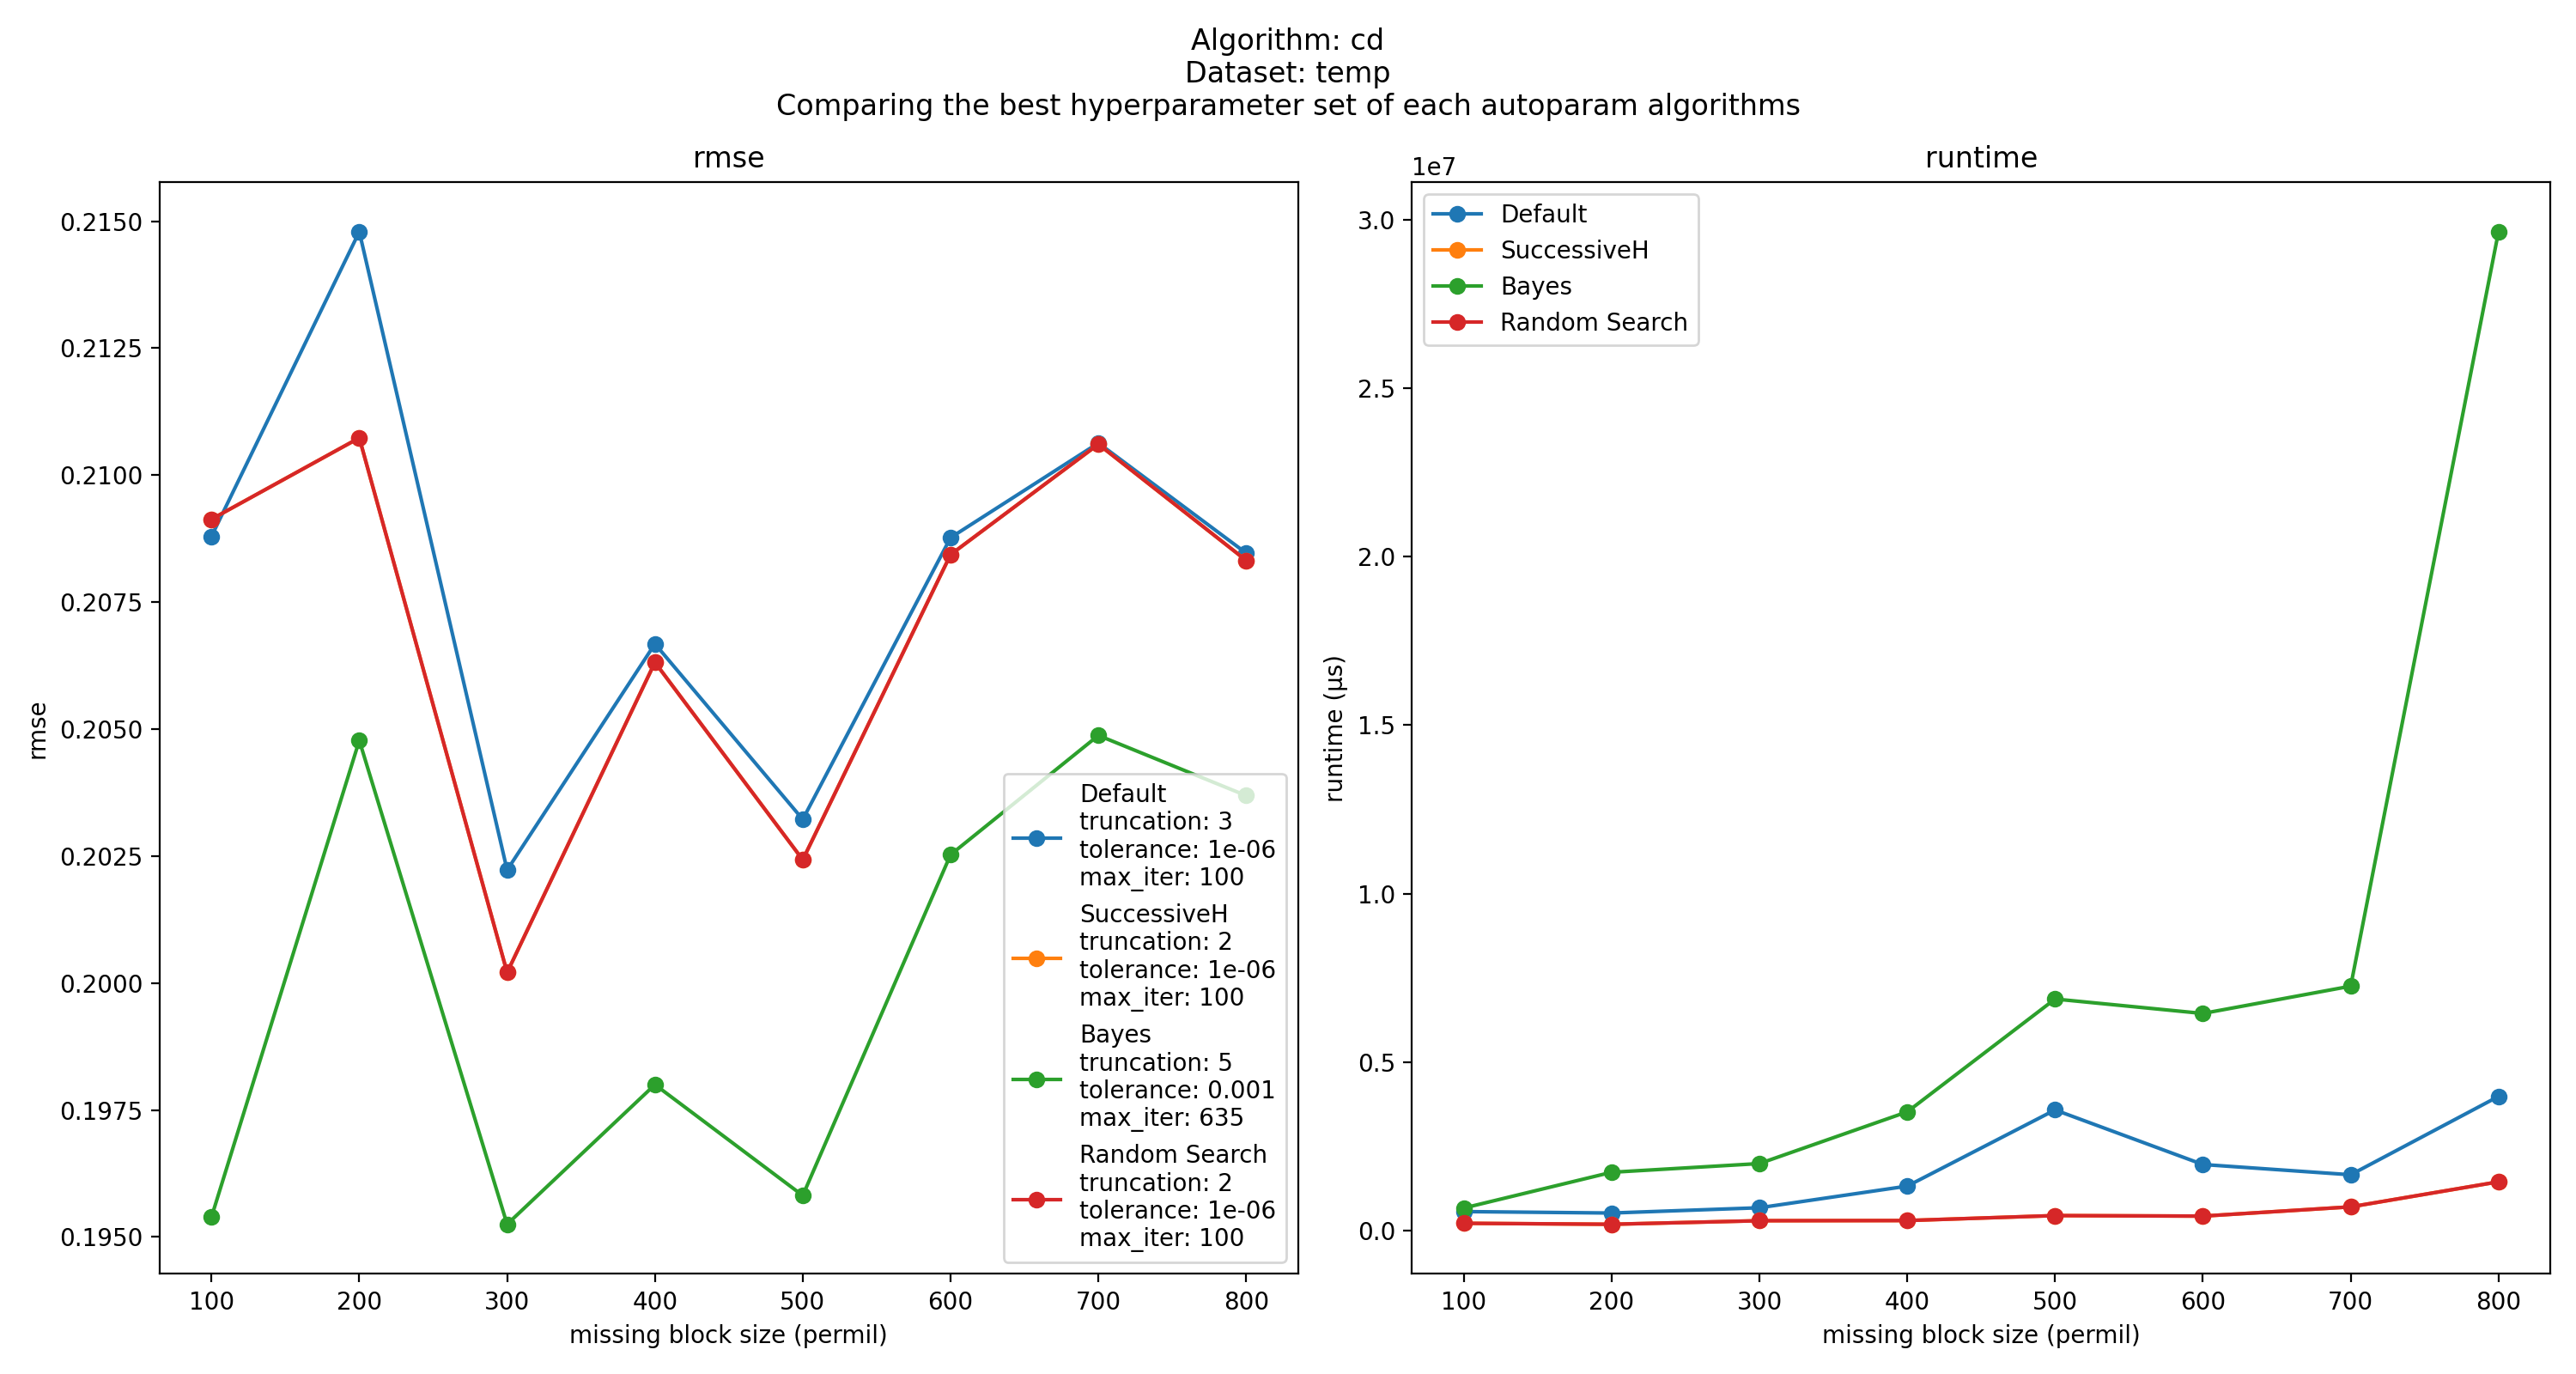 Algorithm: cd
Dataset: temp
Comparing the best hyperparameter set of each autoparam algorithms
rmse
0.2150
0.2125
0.2100
0.2075
0.2050
0.2025
0.2000
0.1975
0.1950
rmse
100 200 300 400 500 600 700 800
missing block size (permil)
Default
truncation: 3
tolerance: 1e-06
max_iter: 100
SuccessiveH
truncation: 2
tolerance: 1e-06
max_iter: 100
Bayes
truncation: 5
tolerance: 0.001
max_iter: 635
Random Search
truncation: 2
tolerance: 1e-06
max_iter: 100
runtime
1e7
3.0
2.5
2.0
1.5
1.0
0.5
0.0
runtime (µs)
100 200 300 400 500 600 700 800
missing block size (permil)
Default
SuccessiveH
Bayes
Random Search